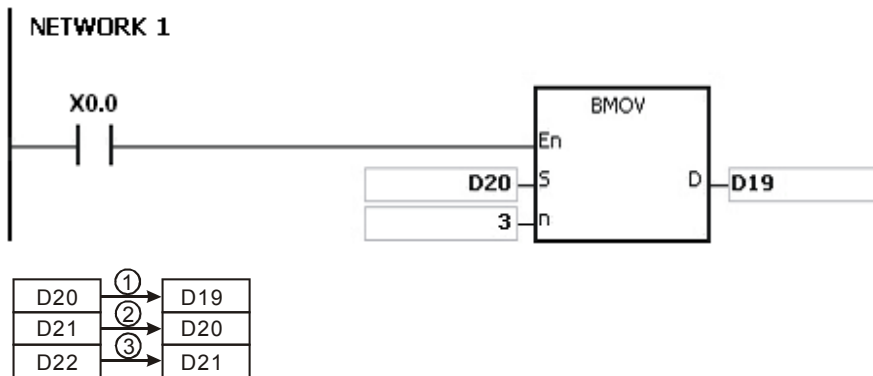 NETWORK 1
X0.0
BMOV
En
D20 S D D19
3 n
D20 ① D19
D21 ② D20
D22 ③ D21